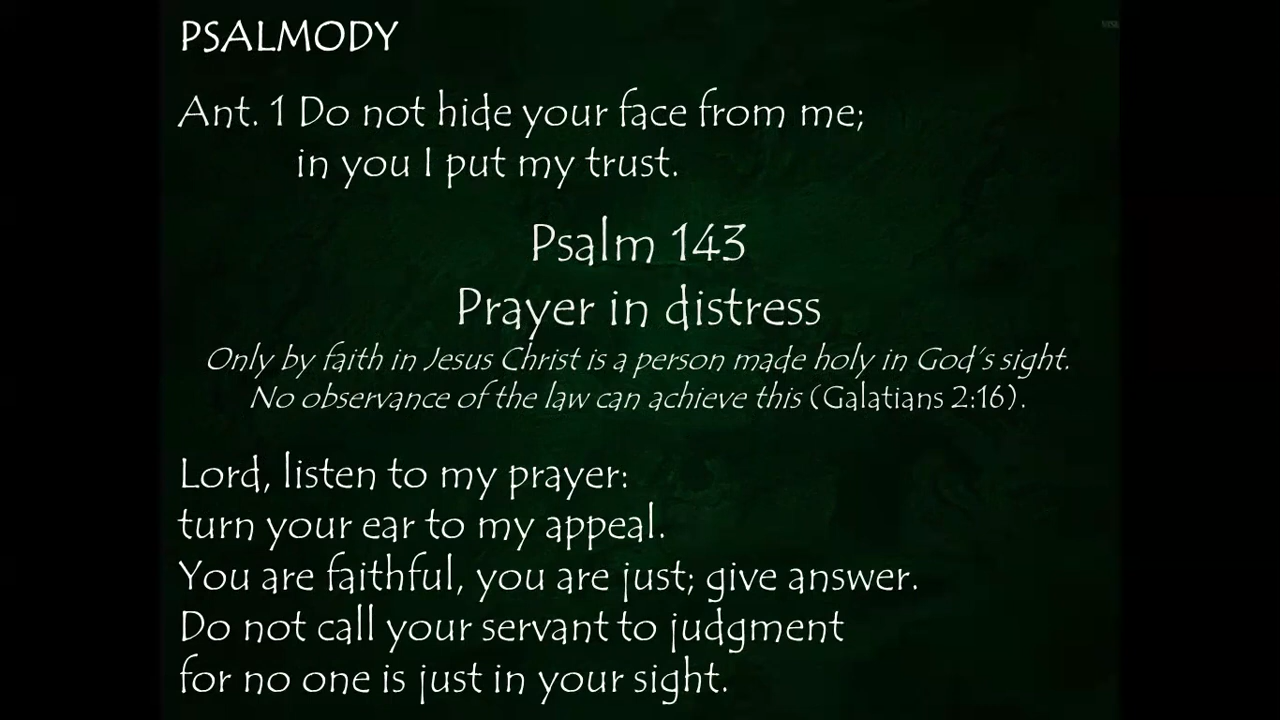 PSALMODY
Ant. 1 Do not hide your face from me;
in you I put my trust.
Psalm 143
Prayer in distress
Only by faith in Jesus Christ is a person made holy in God's sight.
No observance of the law can achieve this (Galatians 2:16).
Lord, listen to my prayer:
turn your ear to my appeal.
You are faithful, you are just; give answer.
Do not call your servant to judgment
for no one is just in your sight.